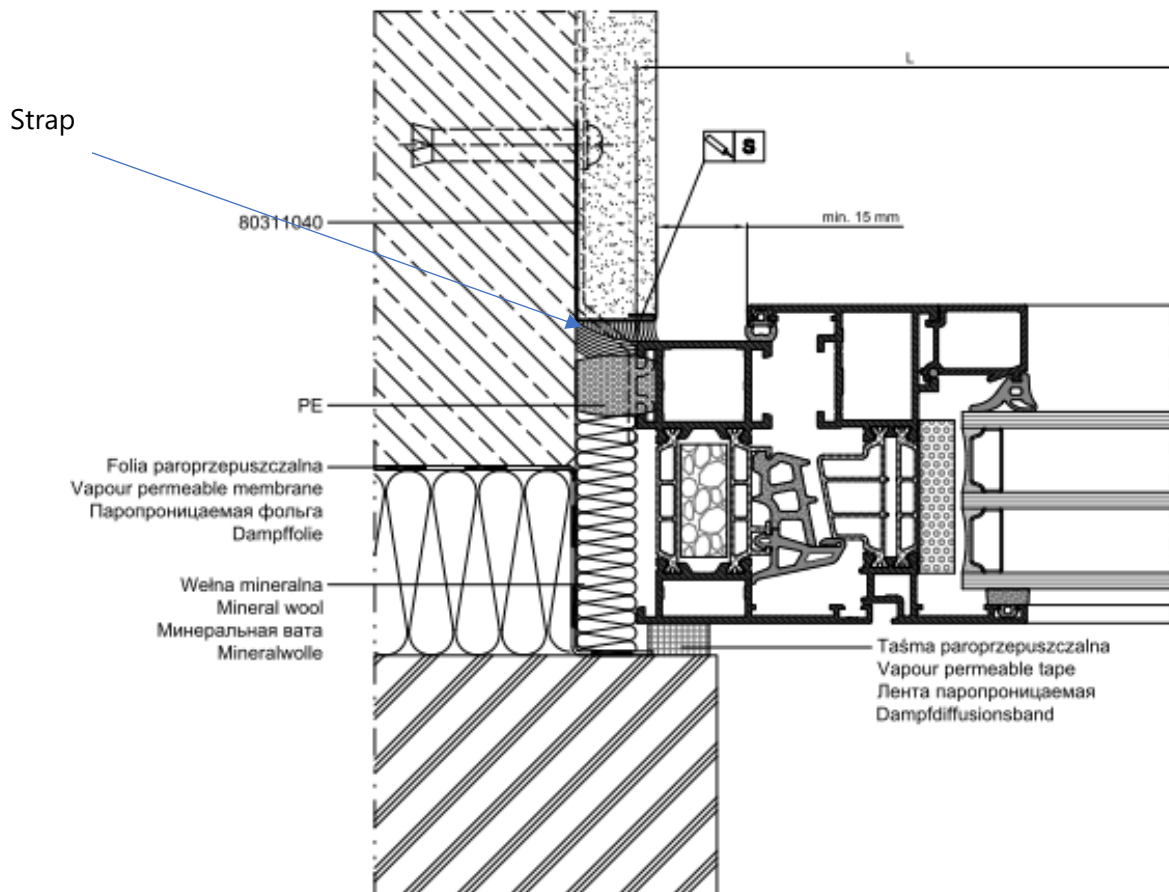 L
Strap
S
80311040
min. 15 mm
PE
Folia paroprzepuszczalna
Vapour permeable membrane
Паропроницаемая фольга
Dampffolie
Wełna mineralna
Mineral wool
Минеральная вата
Mineralwolle
Taśma paroprzepuszczalna
Vapour permeable tape
Лента паропроницаемая
Dampfdiffusionsband